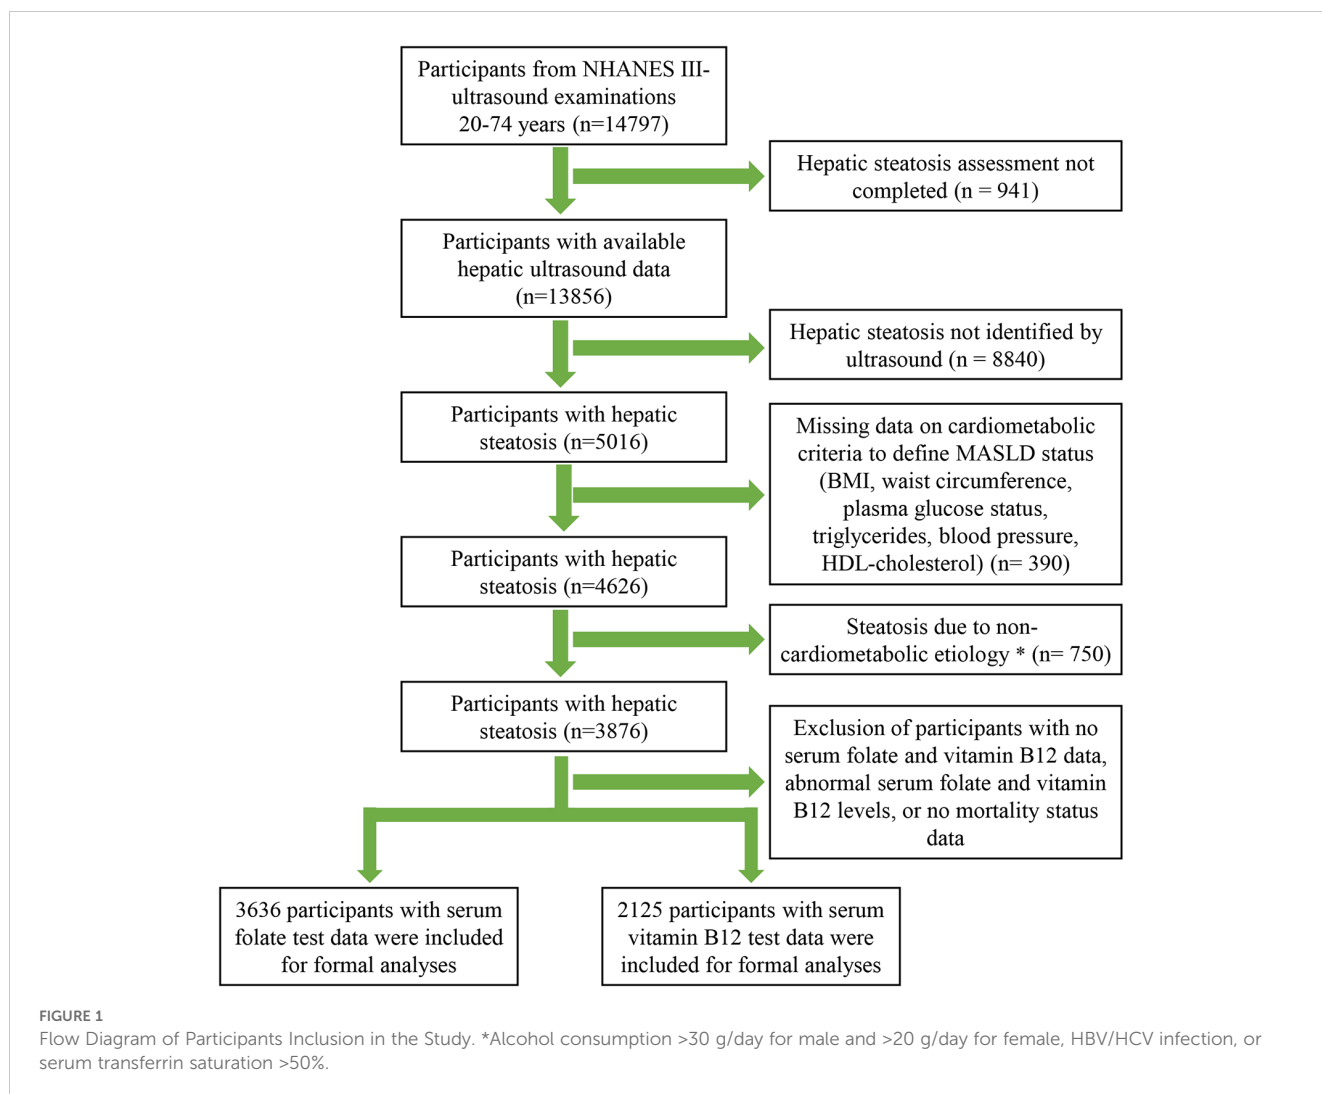 Participants from NHANES III-
ultrasound examinations
20-74 years (n=14797)
Hepatic steatosis assessment not
completed (n = 941)
Participants with available
hepatic ultrasound data
(n=13856)
Hepatic steatosis not identified by
ultrasound (n = 8840)
Participants with hepatic
steatosis (n=5016)
Missing data on cardiometabolic
criteria to define MASLD status
(BMI, waist circumference,
plasma glucose status,
triglycerides, blood pressure,
HDL-cholesterol) (n= 390)
Participants with hepatic
steatosis (n=4626)
Steatosis due to non-
cardiometabolic etiology * (n= 750)
Participants with hepatic
steatosis (n=3876)
Exclusion of participants with no
serum folate and vitamin B12 data,
abnormal serum folate and vitamin
B12 levels, or no mortality status
data
3636 participants with serum
folate test data were included
for formal analyses
2125 participants with serum
vitamin B12 test data were
included for formal analyses
FIGURE 1
Flow Diagram of Participants Inclusion in the Study. *Alcohol consumption >30 g/day for male and >20 g/day for female, HBV/HCV infection, or
serum transferrin saturation >50%.